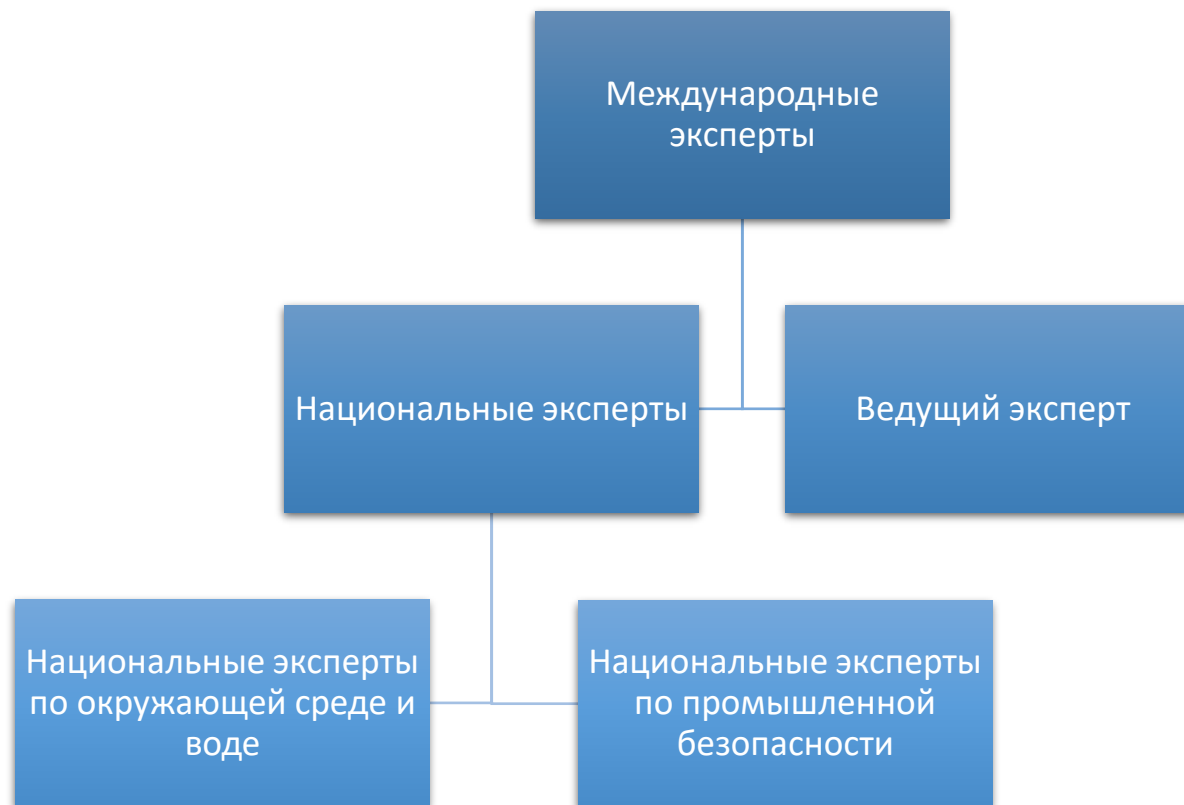 Международные
эксперты
Национальные эксперты
Ведущий эксперт
Национальные эксперты
по окружающей среде и
воде
Национальные эксперты
по промышленной
безопасности